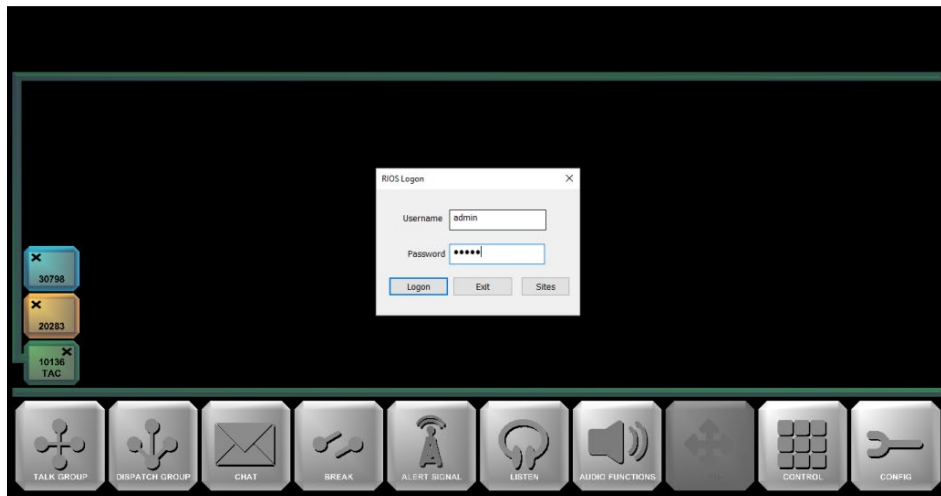 RIOS Logon
Username admin
Password •••••
Logon Exit Sites
30798
20283
10136
TAC
TALK GROUP DISPATCH GROUP CHAT BREAK ALERT SIGNAL LISTEN AUDIO FUNCTIONS CONTROL CONFIG